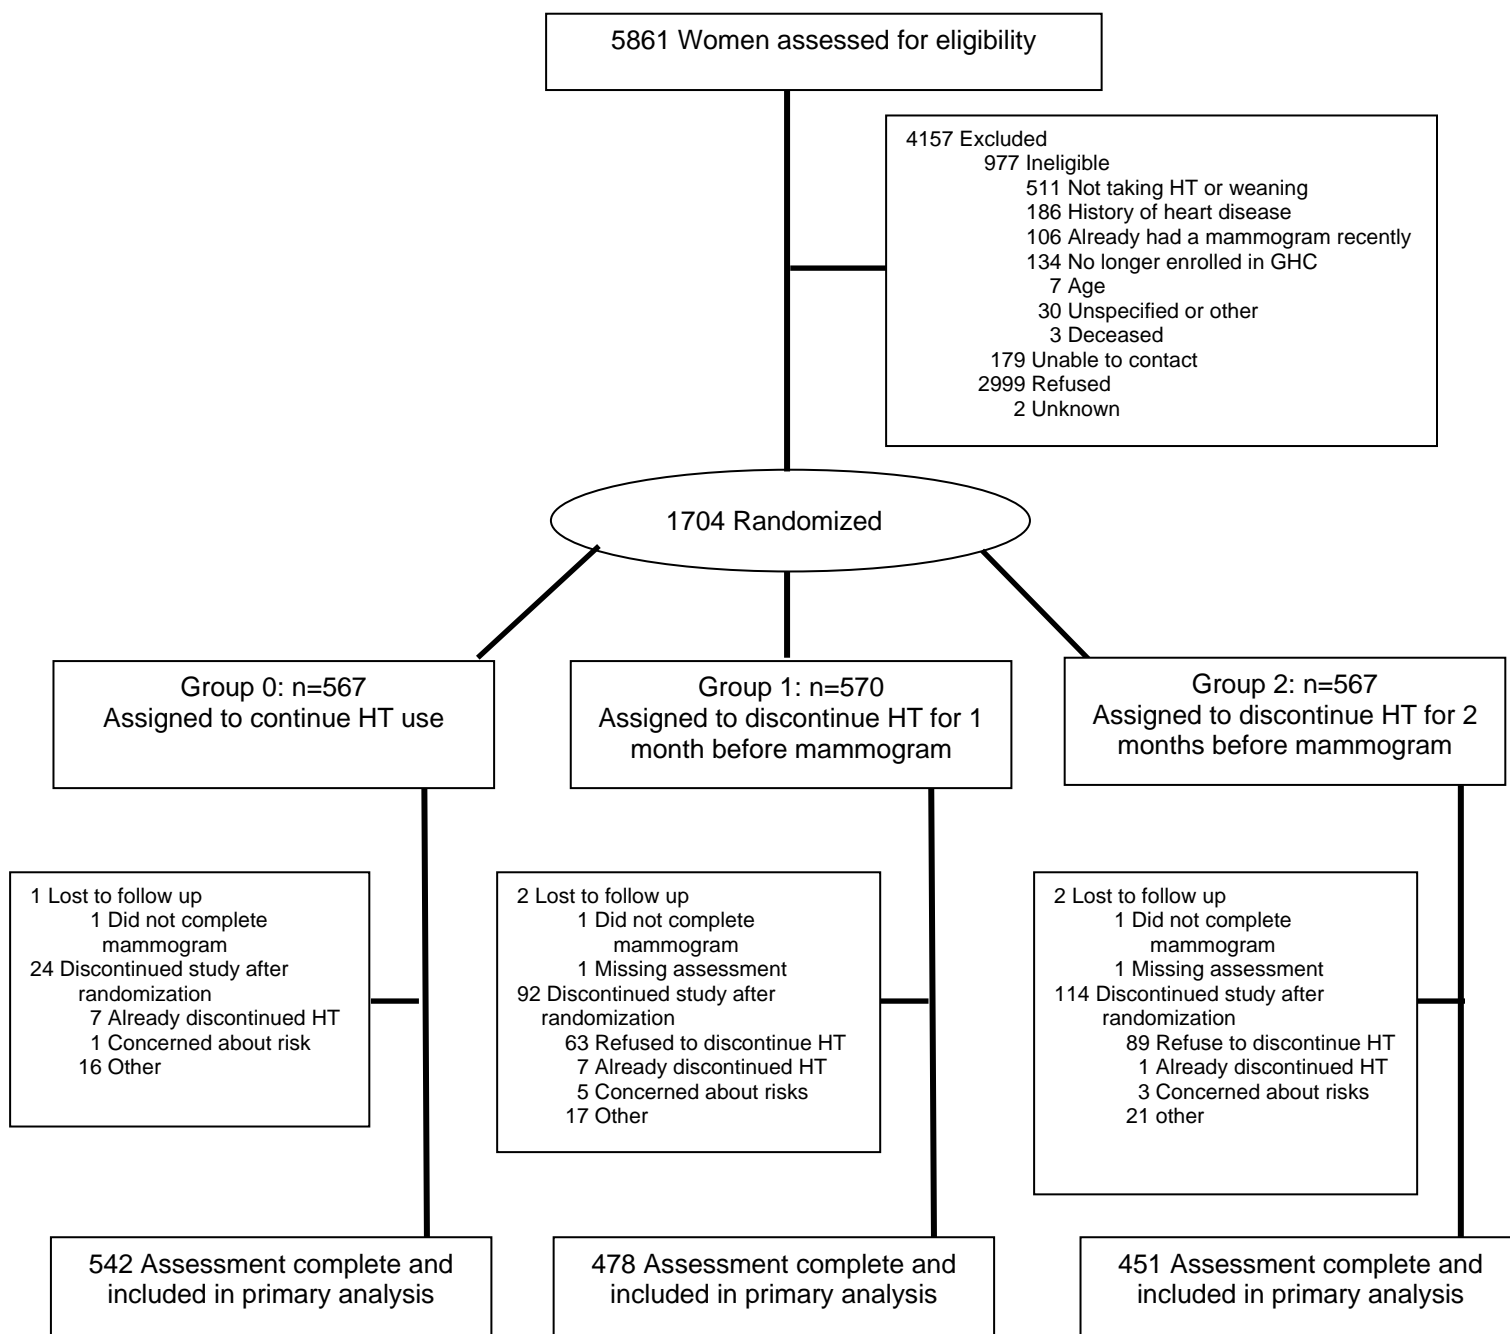 5861 Women assessed for eligibility
4157 Excluded
977 Ineligible
511 Not taking HT or weaning
186 History of heart disease
106 Already had a mammogram recently
134 No longer enrolled in GHC
7 Age
30 Unspecified or other
3 Deceased
179 Unable to contact
2999 Refused
2 Unknown
1704 Randomized
Group 0: n=567
Assigned to continue HT use
Group 1: n=570
Assigned to discontinue HT for 1
month before mammogram
Group 2: n=567
Assigned to discontinue HT for 2
months before mammogram
1 Lost to follow up
1 Did not complete
mammogram
24 Discontinued study after
randomization
7 Already discontinued HT
1 Concerned about risk
16 Other
2 Lost to follow up
1 Did not complete
mammogram
1 Missing assessment
92 Discontinued study after
randomization
63 Refused to discontinue HT
7 Already discontinued HT
5 Concerned about risks
17 Other
2 Lost to follow up
1 Did not complete
mammogram
1 Missing assessment
114 Discontinued study after
randomization
89 Refuse to discontinue HT
1 Already discontinued HT
3 Concerned about risks
21 other
542 Assessment complete and
included in primary analysis
478 Assessment complete and
included in primary analysis
451 Assessment complete and
included in primary analysis